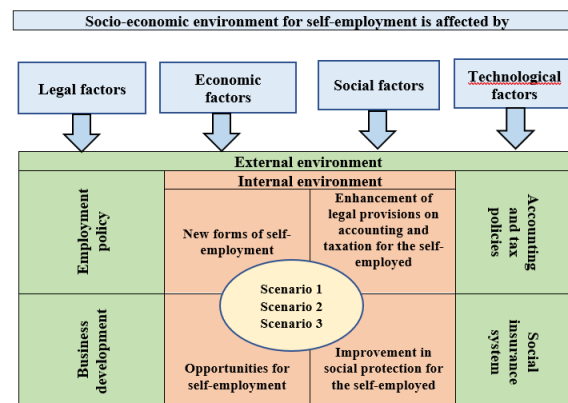 Socio-economic environment for self-employment is affected by
Legal factors
Economic
factors
Social factors
Technological
factors
External environment
Internal environment
Employment
policy
New forms of self-
employment
Enhancement of
legal provisions on
accounting and
taxation for the self-
employed
Accounting
and tax
policies
Scenario 1
Scenario 2
Scenario 3
Business
development
Opportunities for
self-employment
Improvement in
social protection for
the self-employed
Social
insurance
system